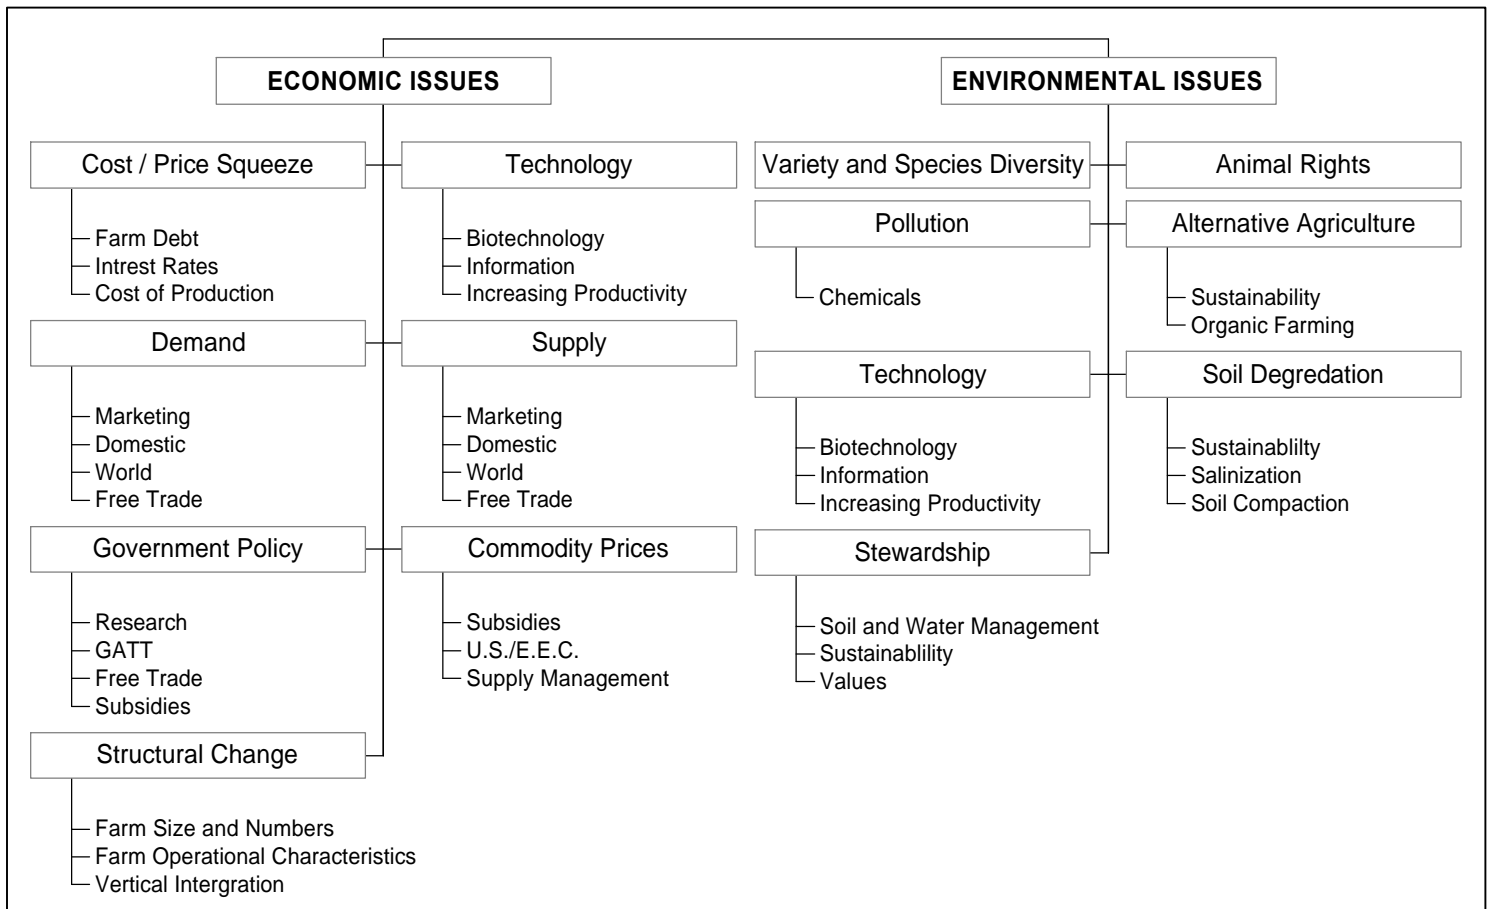 ECONOMIC ISSUES
Cost / Price Squeeze
Farm Debt
Intrest Rates
Cost of Production
Technology
Biotechnology
Information
Increasing Productivity
Demand
Marketing
Domestic
World
Free Trade
Supply
Marketing
Domestic
World
Free Trade
Government Policy
Research
GATT
Free Trade
Subsidies
Commodity Prices
Subsidies
U.S./E.E.C.
Supply Management
Structural Change
Farm Size and Numbers
Farm Operational Characteristics
Vertical Intergration
ENVIRONMENTAL ISSUES
Variety and Species Diversity
Animal Rights
Pollution
Chemicals
Alternative Agriculture
Sustainability
Organic Farming
Technology
Biotechnology
Information
Increasing Productivity
Soil Degredation
Sustainablilty
Salinization
Soil Compaction
Stewardship
Soil and Water Management
Sustainablility
Values